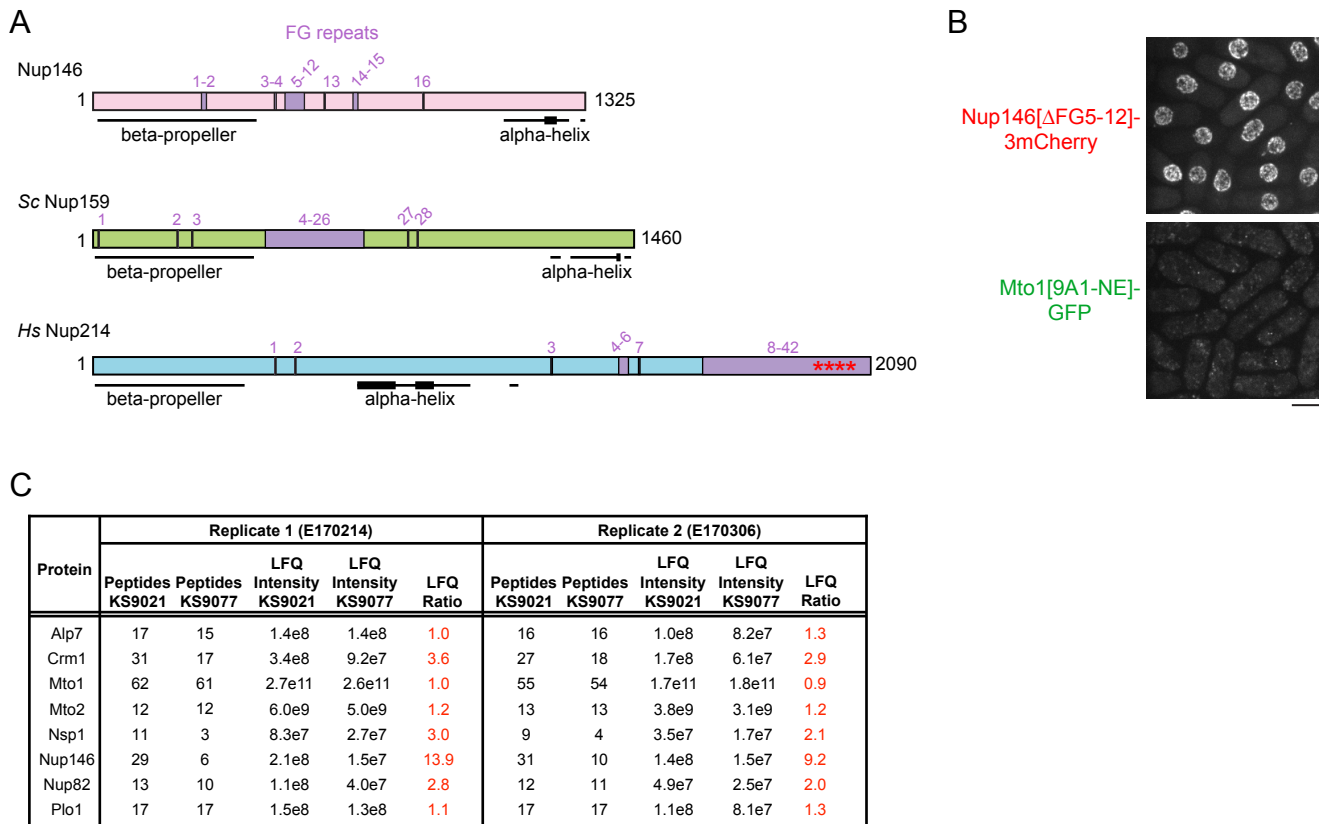 A
FG repeats
Nup146
1-2
3-4
5-12
13
14-15
16
1
1325
beta-propeller
alpha-helix
Sc Nup159
1
2
3
4-26
27
28
1
1460
beta-propeller
alpha-helix
Hs Nup214
1
2
3
4-6
7
8-42
1
****
2090
beta-propeller
alpha-helix
B
Nup146[ΔFG5-12]-
3mCherry
Mto1[9A1-NE]-
GFP
C
Protein
Replicate 1 (E170214)
Replicate 2 (E170306)
Peptides KS9021 Peptides KS9077 LFQ Intensity KS9021 LFQ Intensity KS9077 LFQ Ratio Peptides KS9021 Peptides KS9077 LFQ Intensity KS9021 LFQ Intensity KS9077 LFQ Ratio
Alp7 17 15 1.4e8 1.4e8 1.0 16 16 1.0e8 8.2e7 1.3
Crm1 31 17 3.4e8 9.2e7 3.6 27 18 1.7e8 6.1e7 2.9
Mto1 62 61 2.7e11 2.6e11 1.0 55 54 1.7e11 1.8e11 0.9
Mto2 12 12 6.0e9 5.0e9 1.2 13 13 3.8e9 3.1e9 1.2
Nsp1 11 3 8.3e7 2.7e7 3.0 9 4 3.5e7 1.7e7 2.1
Nup146 29 6 2.1e8 1.5e7 13.9 31 10 1.4e8 1.5e7 9.2
Nup82 13 10 1.1e8 4.0e7 2.8 12 11 4.9e7 2.5e7 2.0
Plo1 17 17 1.5e8 1.3e8 1.1 17 17 1.1e8 8.1e7 1.3